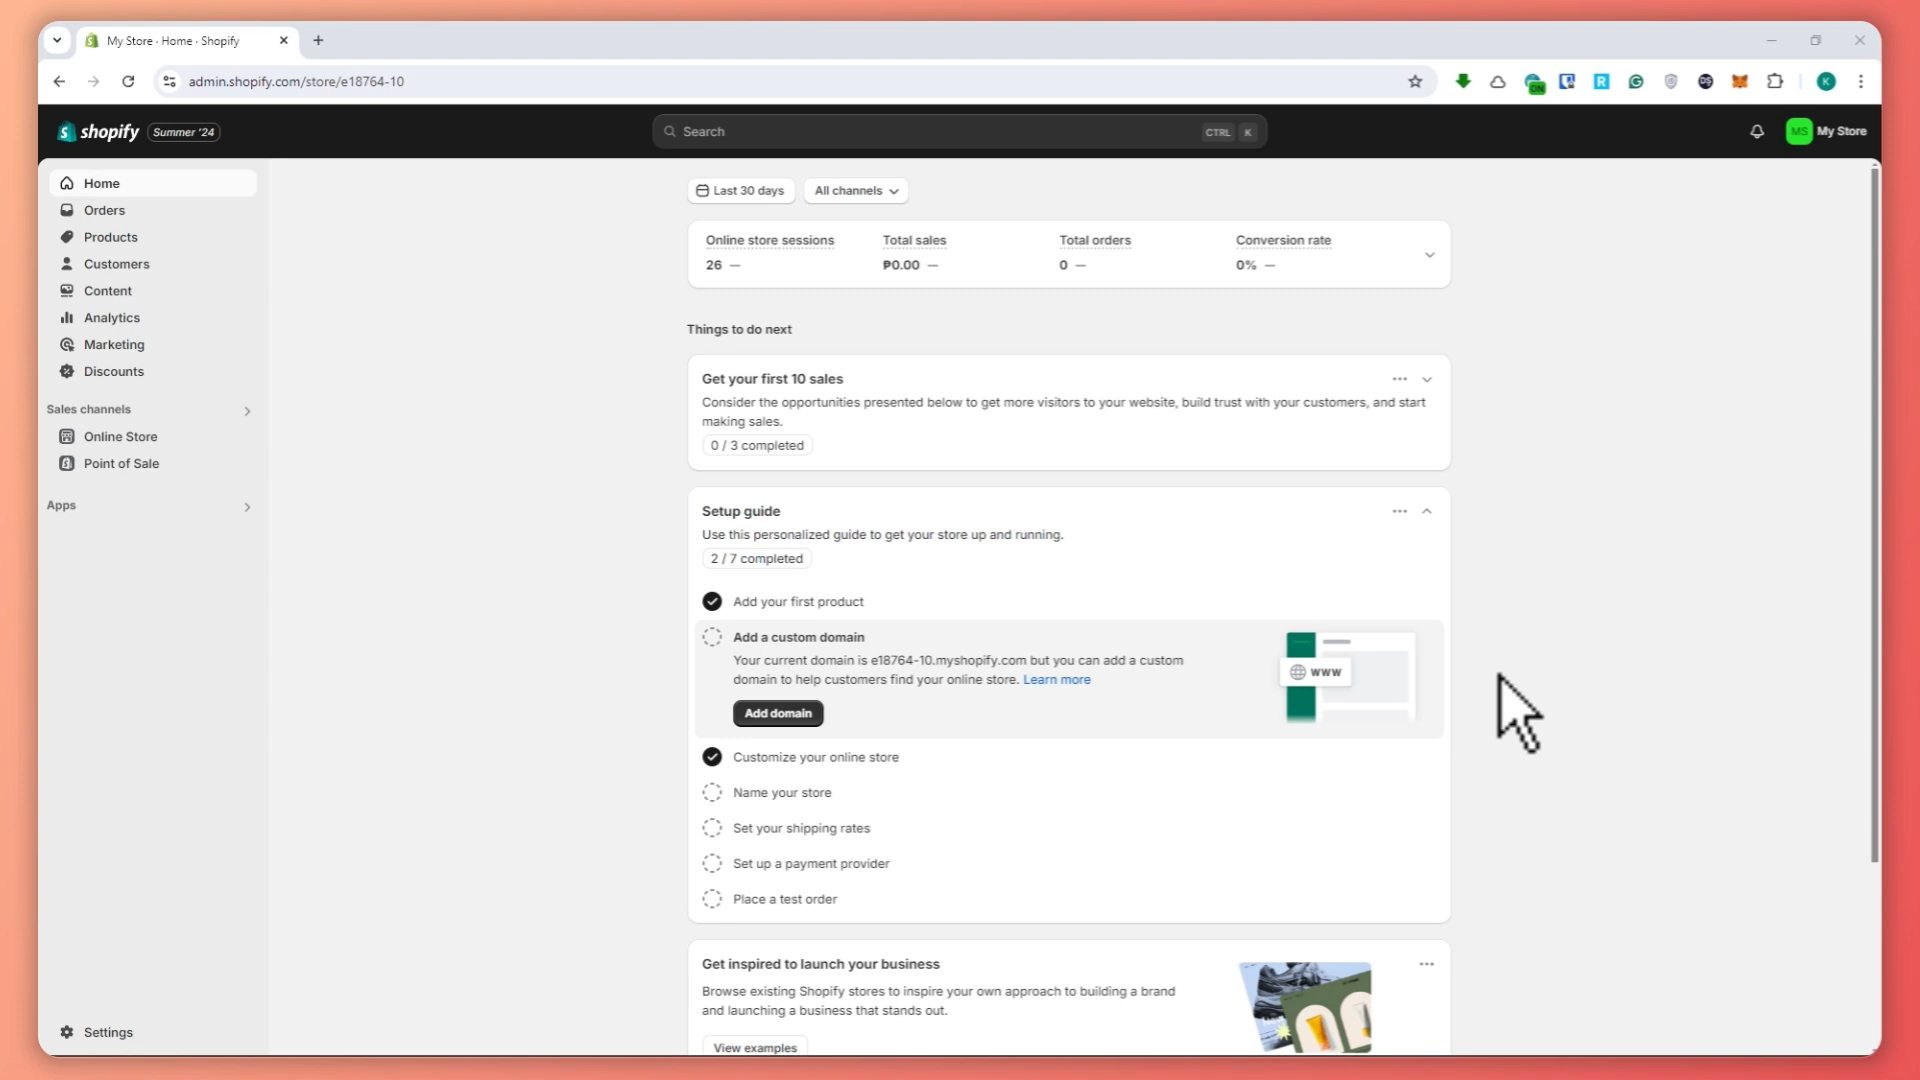 My Store · Home · Shopify
admin.shopify.com/store/e18764-10
ON
R
K
shopify
Summer '24
Search
CTRL K
MS
My Store
Home
Orders
Products
Customers
Content
Analytics
Marketing
Discounts
Sales channels
Online Store
Point of Sale
Apps
Settings
Last 30 days
All channels
Online store sessions
26 —
Total sales
₱0.00 —
Total orders
0 —
Conversion rate
0% —
Things to do next
Get your first 10 sales
Consider the opportunities presented below to get more visitors to your website, build trust with your customers, and start
making sales.
0 / 3 completed
Setup guide
Use this personalized guide to get your store up and running.
2 / 7 completed
Add your first product
Add a custom domain
Your current domain is e18764-10.myshopify.com but you can add a custom
domain to help customers find your online store. Learn more
Add domain
www
Customize your online store
Name your store
Set your shipping rates
Set up a payment provider
Place a test order
Get inspired to launch your business
Browse existing Shopify stores to inspire your own approach to building a brand
and launching a business that stands out.
View examples